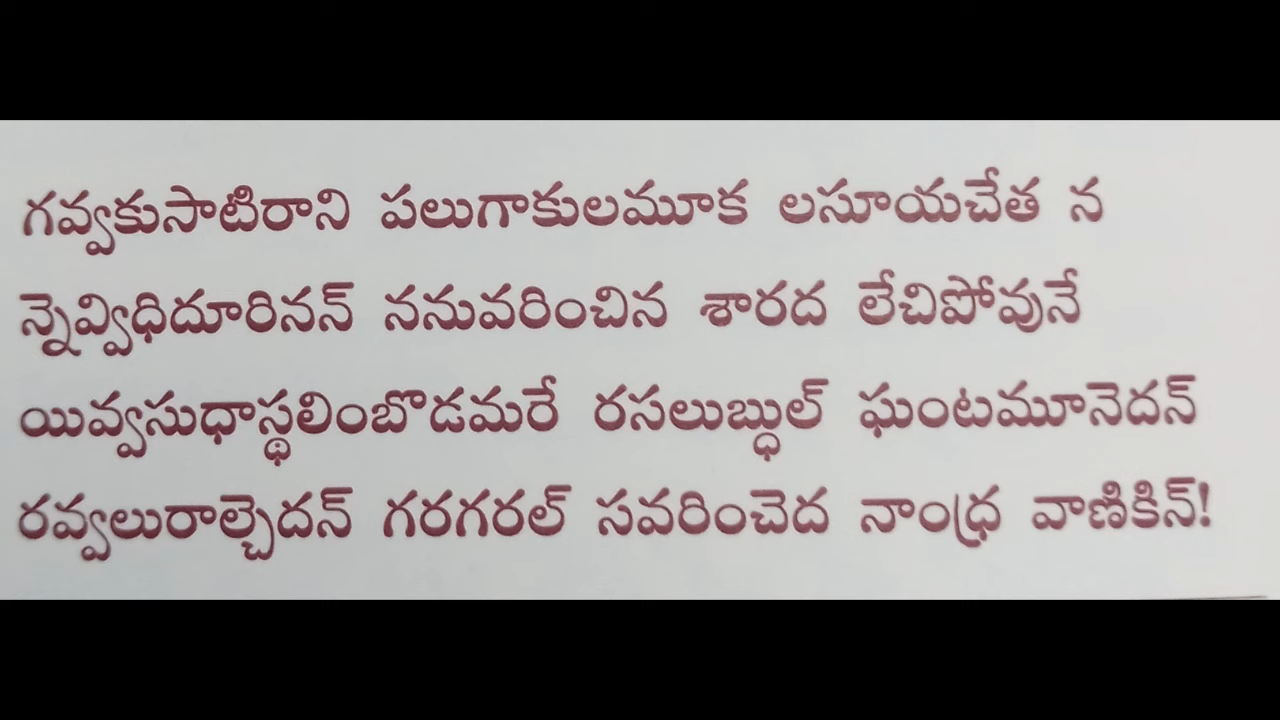 గవ్వకుసాటిరాని పలుగాకులమూక లసూయచేత న
న్నెవ్విధిదూరినన్ ననువరించిన శారద లేచిపోవునే
యివ్వసుధాస్థలింబొడమరే రసలుబ్ధుల్ ఘంటమూనెదన్
రవ్వలురాల్చెదన్ గరగరల్ సవరించెద నాంధ్ర వాణికిన్!